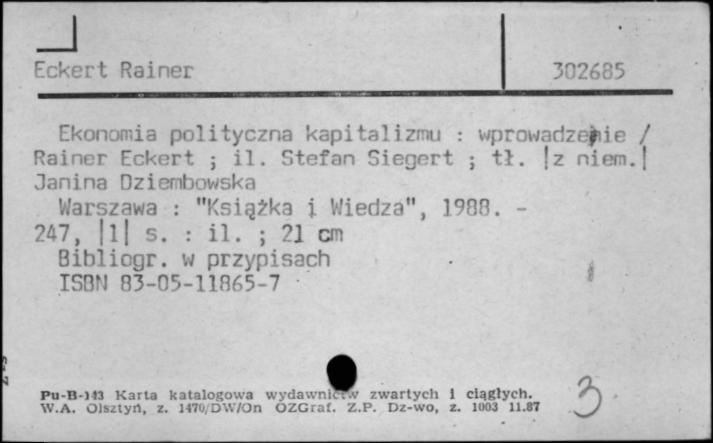 Eckert Rainer 302685
Ekonomia polityczna kapitalizmu : wprowadzenie /
Rainer Eckert ; il. Stefan Siegert ; tł. |z niem.|
Janina Dziembowska
Warszawa : "Książka i Wiedza", 1988. -
247, |1| s. : il. ; 21 cm
Bibliogr. w przypisach
ISBN 83-05-11865-7
Pu-B-143 Karta katalogowa wydawnictw zwartych i ciągłych.
W.A. Olsztyn, z. 1470/DW/On OZGraf. Z.P. Dz-wo, z. 1003 11.87
3